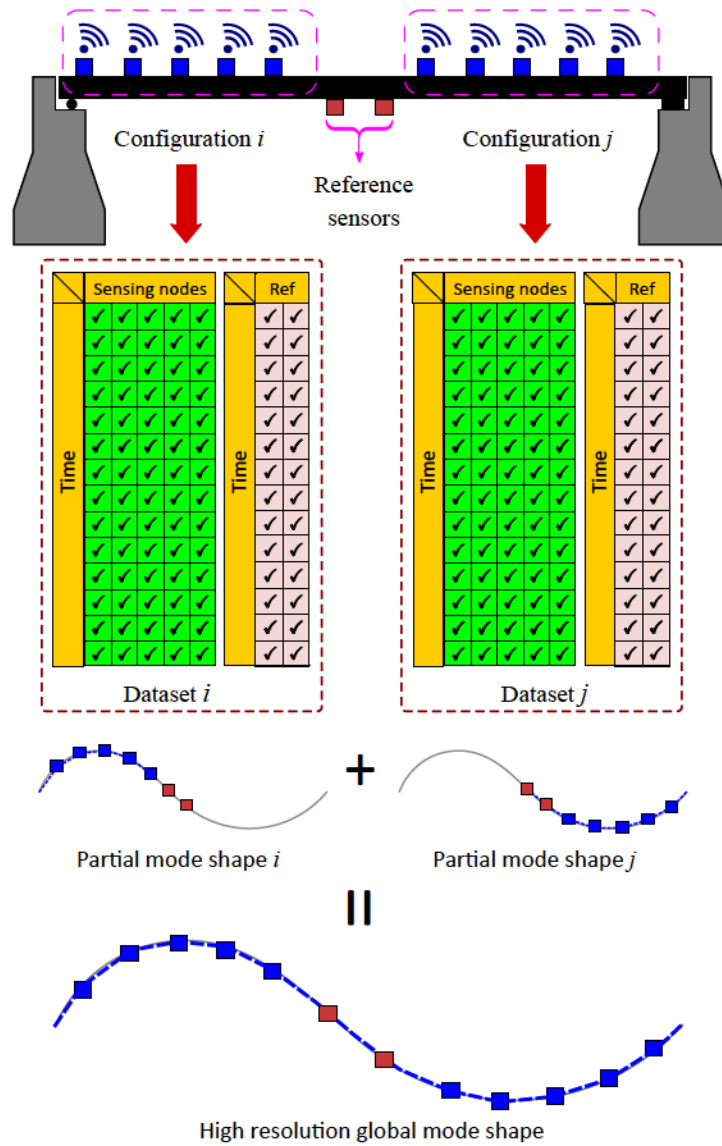 Configuration i
Configuration j
Reference
sensors
Sensing nodes
Ref
Sensing nodes
Ref
Time
Time
Time
Time
Dataset i
Dataset j
+
Partial mode shape i
Partial mode shape j
=
High resolution global mode shape